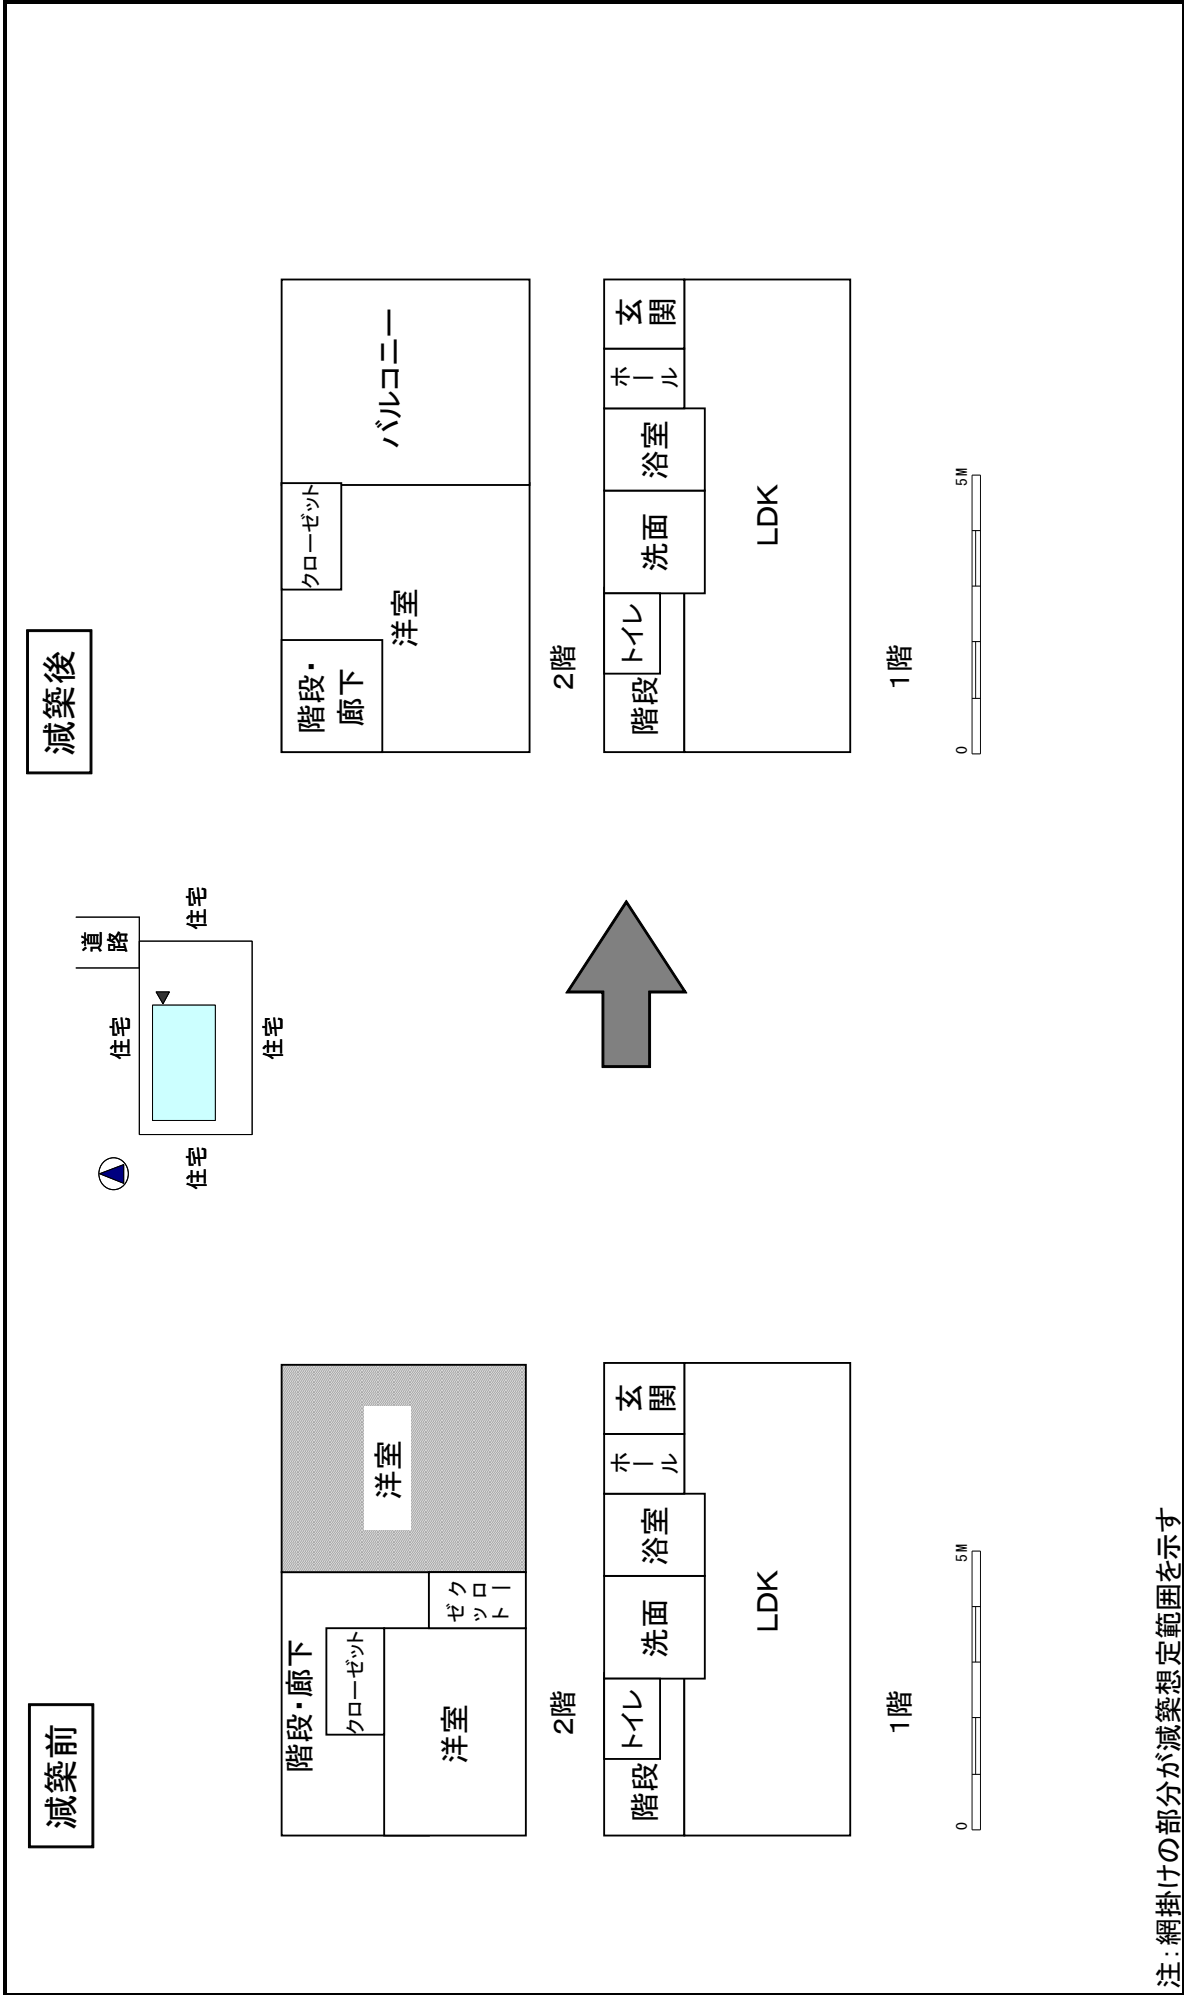 減築前
階段・廊下
クローゼット
クロー
ゼット
洋室
洋室
2階
階段
トイレ
洗面
浴室
ホール
玄
関
LDK
1階
0
5M
住宅
住宅
住宅
住宅
道
路
減築後
階段・
廊下
クローゼット
洋室
バルコニー
2階
階段
トイレ
洗面
浴室
ホール
玄
関
LDK
1階
0
5M
注：網掛けの部分が減築想定範囲を示す